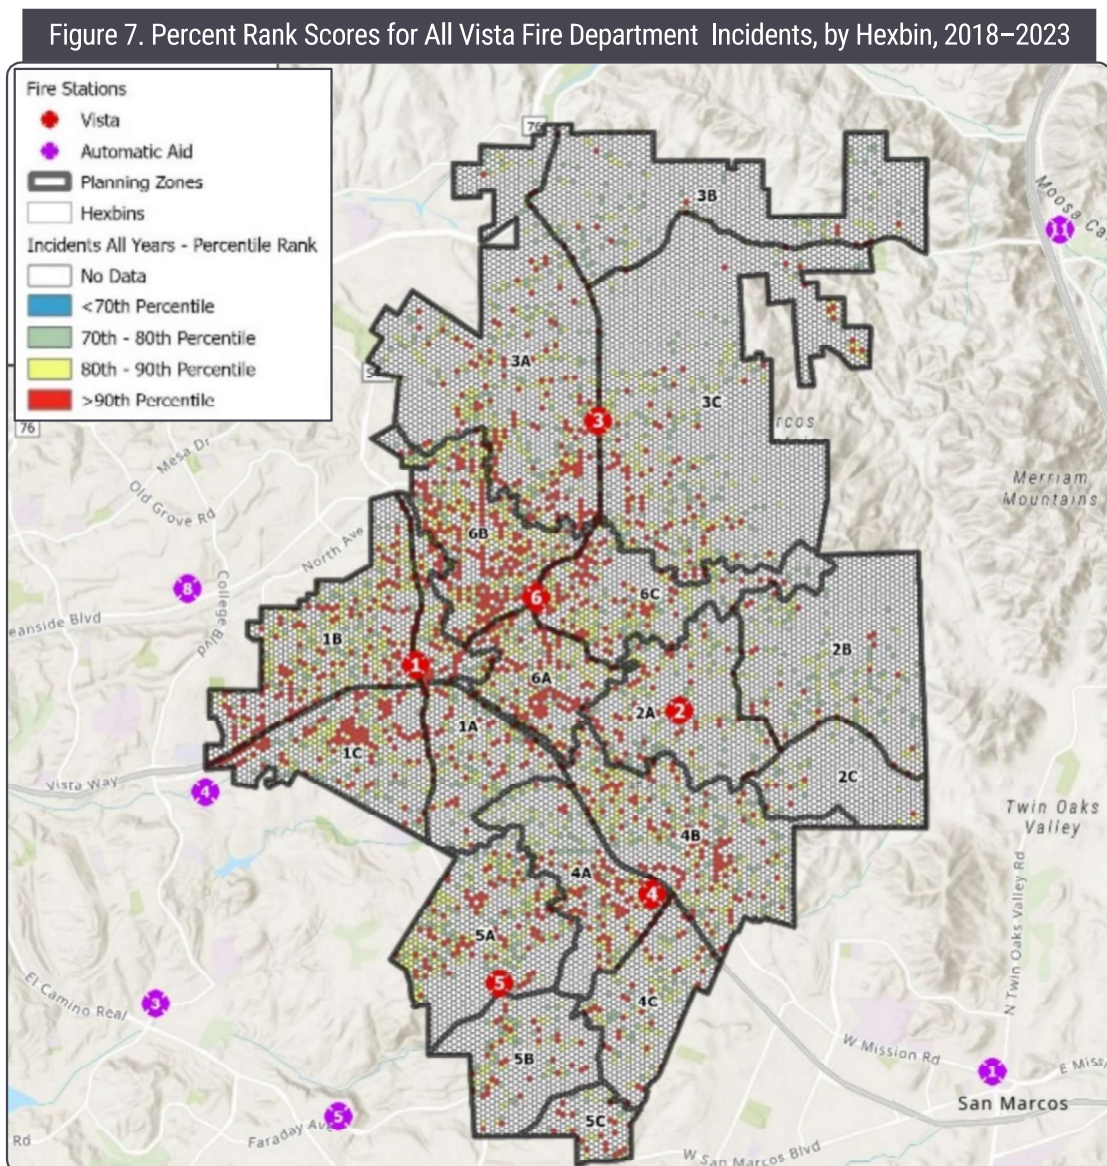 Figure 7. Percent Rank Scores for All Vista Fire Department Incidents, by Hexbin, 2018–2023
Fire Stations
Vista
Automatic Aid
Planning Zones
Hexbins
Incidents All Years - Percentile Rank
No Data
<70th Percentile
70th - 80th Percentile
80th - 90th Percentile
>90th Percentile
76
76
3B
Moosa Ca
11
3A
3C
3
rcos
Mesa Dr
Old Grove Rd
Merriam
Mountains
North Ave
6B
8
College Blvd
6
6C
eanside Blvd
1B
2B
1
6A
2A
2
1A
1C
Vista Way
4
2C
Twin Oaks
Valley
4B
4A
4
N Twin Oaks Valley Rd
5A
5
El Camino Real
3
4C
5B
W Mission Rd
1
E Miss
San Marcos
5
Faraday Av
5C
Rd
W San Marcos Blvd